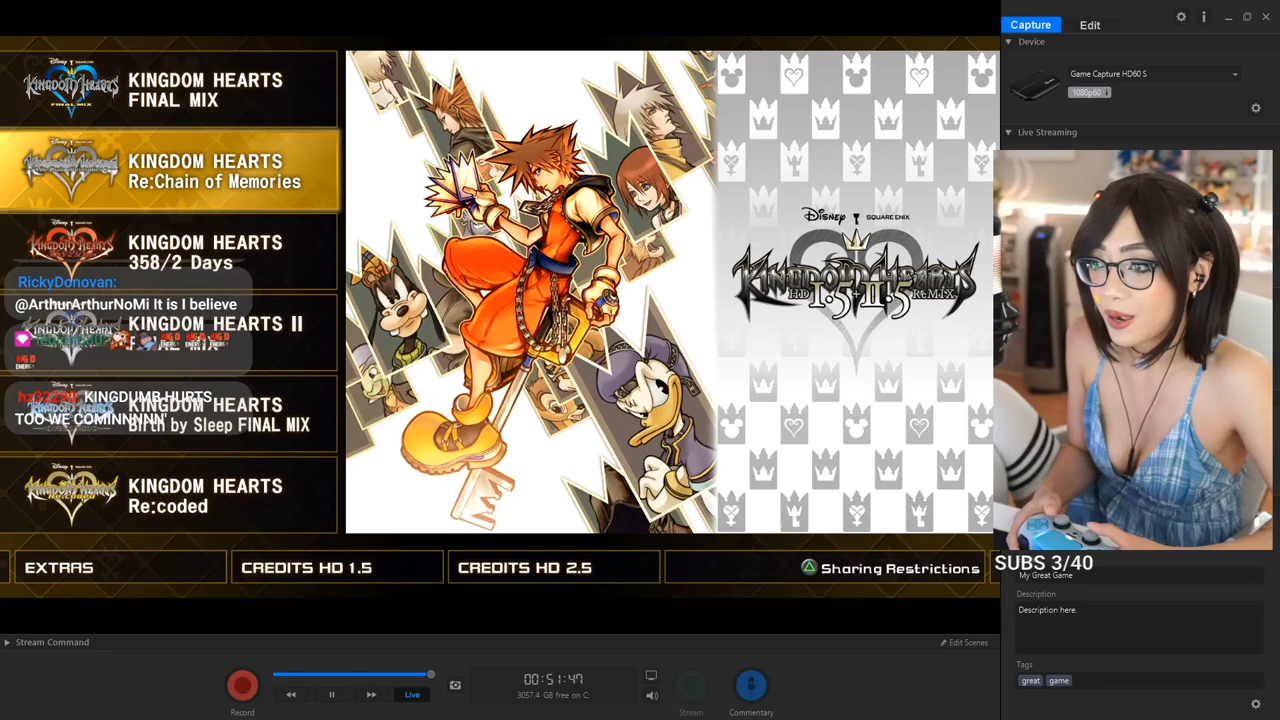 KINGDOM HEARTS
FINAL MIX
KINGDOM HEARTS
Re:Chain of Memories
KINGDOM HEARTS
358/2 Days
RickyDonovan:
@ArthurArthurNoMi It is I believe
KINGDOM HEARTS II
hz32290: KINGDUMB HURTS
TOO WE COMINNNNN'
KINGDOM HEARTS
Birth by Sleep FINAL MIX
KINGDOM HEARTS
Re:coded
Disney SQUARE ENIX
KINGDOM HEARTS
HD 1.5+II.5 ReMIX
EXTRAS
CREDITS HD 1.5
CREDITS HD 2.5
Sharing Restrictions
Capture
Edit
Device
Game Capture HD60 S
1080p60
Live Streaming
SUBS 3/40
My Great Game
Description
Description here.
Tags
great
game
Stream Command
Edit Scenes
Record
Live
00:51:47
3057.4 GB free on C:
Stream
Commentary